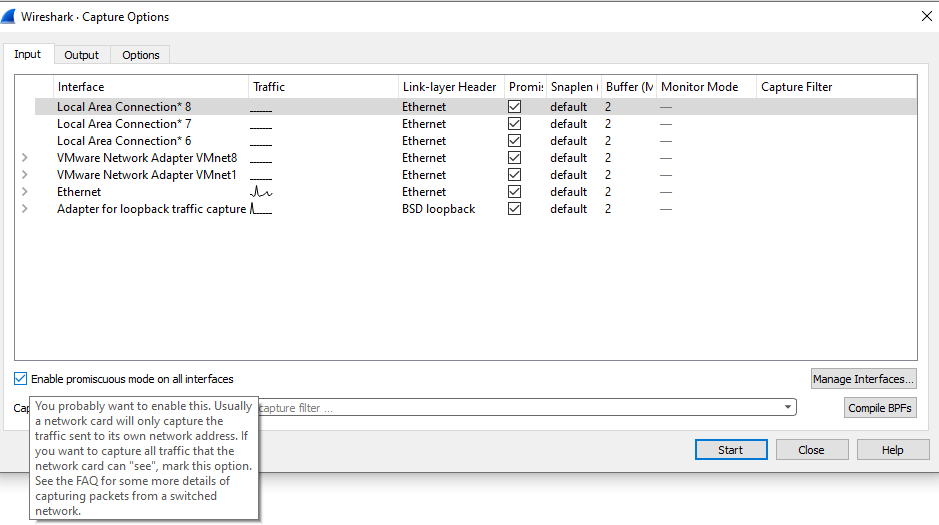 Wireshark · Capture Options
Input Output Options
Interface Traffic Link-layer Header Promis Snaplen ( Buffer (M Monitor Mode Capture Filter
Local Area Connection* 8 Ethernet default 2 —
Local Area Connection* 7 Ethernet default 2 —
Local Area Connection* 6 Ethernet default 2 —
VMware Network Adapter VMnet8 Ethernet default 2 —
VMware Network Adapter VMnet1 Ethernet default 2 —
Ethernet Ethernet default 2 —
Adapter for loopback traffic capture BSD loopback default 2 —
Enable promiscuous mode on all interfaces Manage Interfaces...
Cap capture filter ... Compile BPFs
You probably want to enable this. Usually
a network card will only capture the
traffic sent to its own network address. If
you want to capture all traffic that the
network card can "see", mark this option.
See the FAQ for some more details of
capturing packets from a switched
network.
Start Close Help